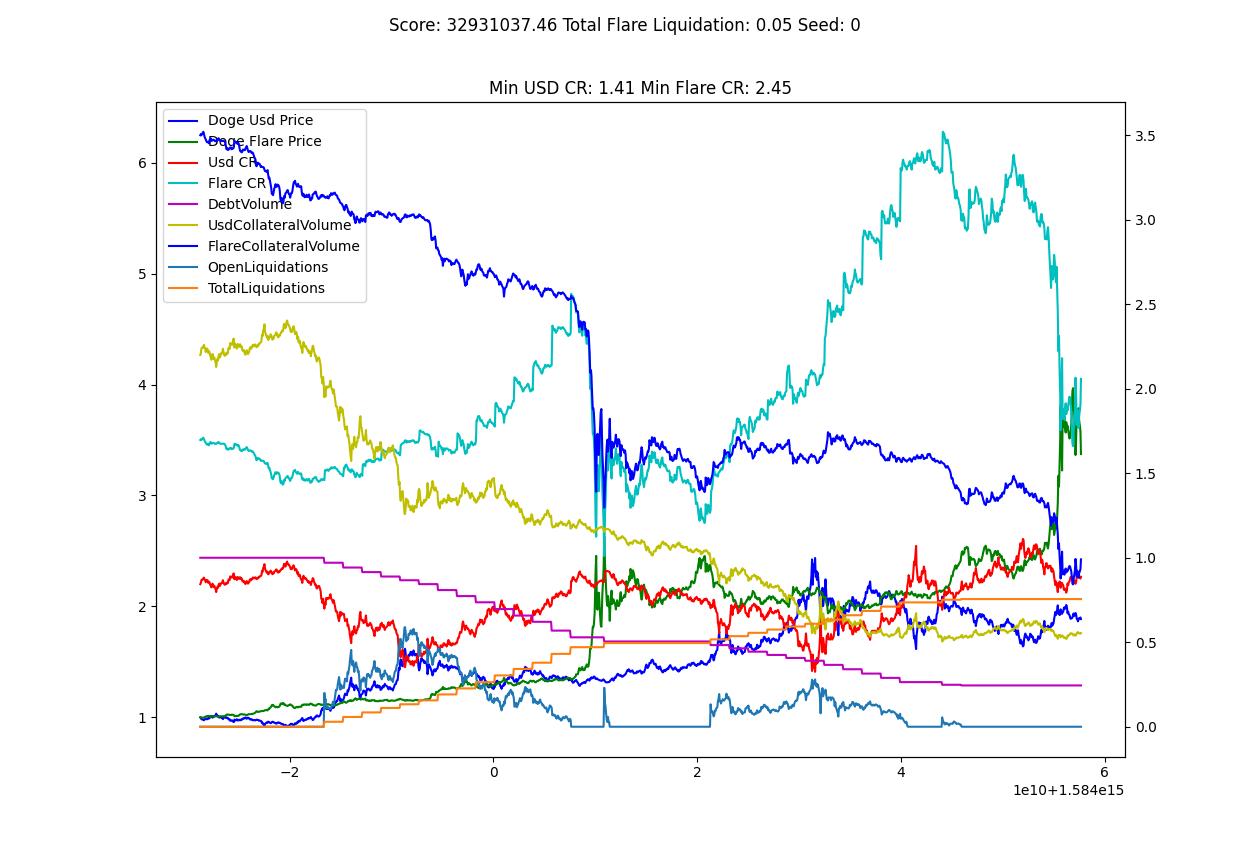 Score: 32931037.46 Total Flare Liquidation: 0.05 Seed: 0
Min USD CR: 1.41 Min Flare CR: 2.45
Doge Usd Price
Doge Flare Price
Usd CR
Flare CR
DebtVolume
UsdCollateralVolume
FlareCollateralVolume
OpenLiquidations
TotalLiquidations
6
5
4
3
2
1
3.5
3.0
2.5
2.0
1.5
1.0
0.5
0.0
−2
0
2
4
6
1e10+1.584e15